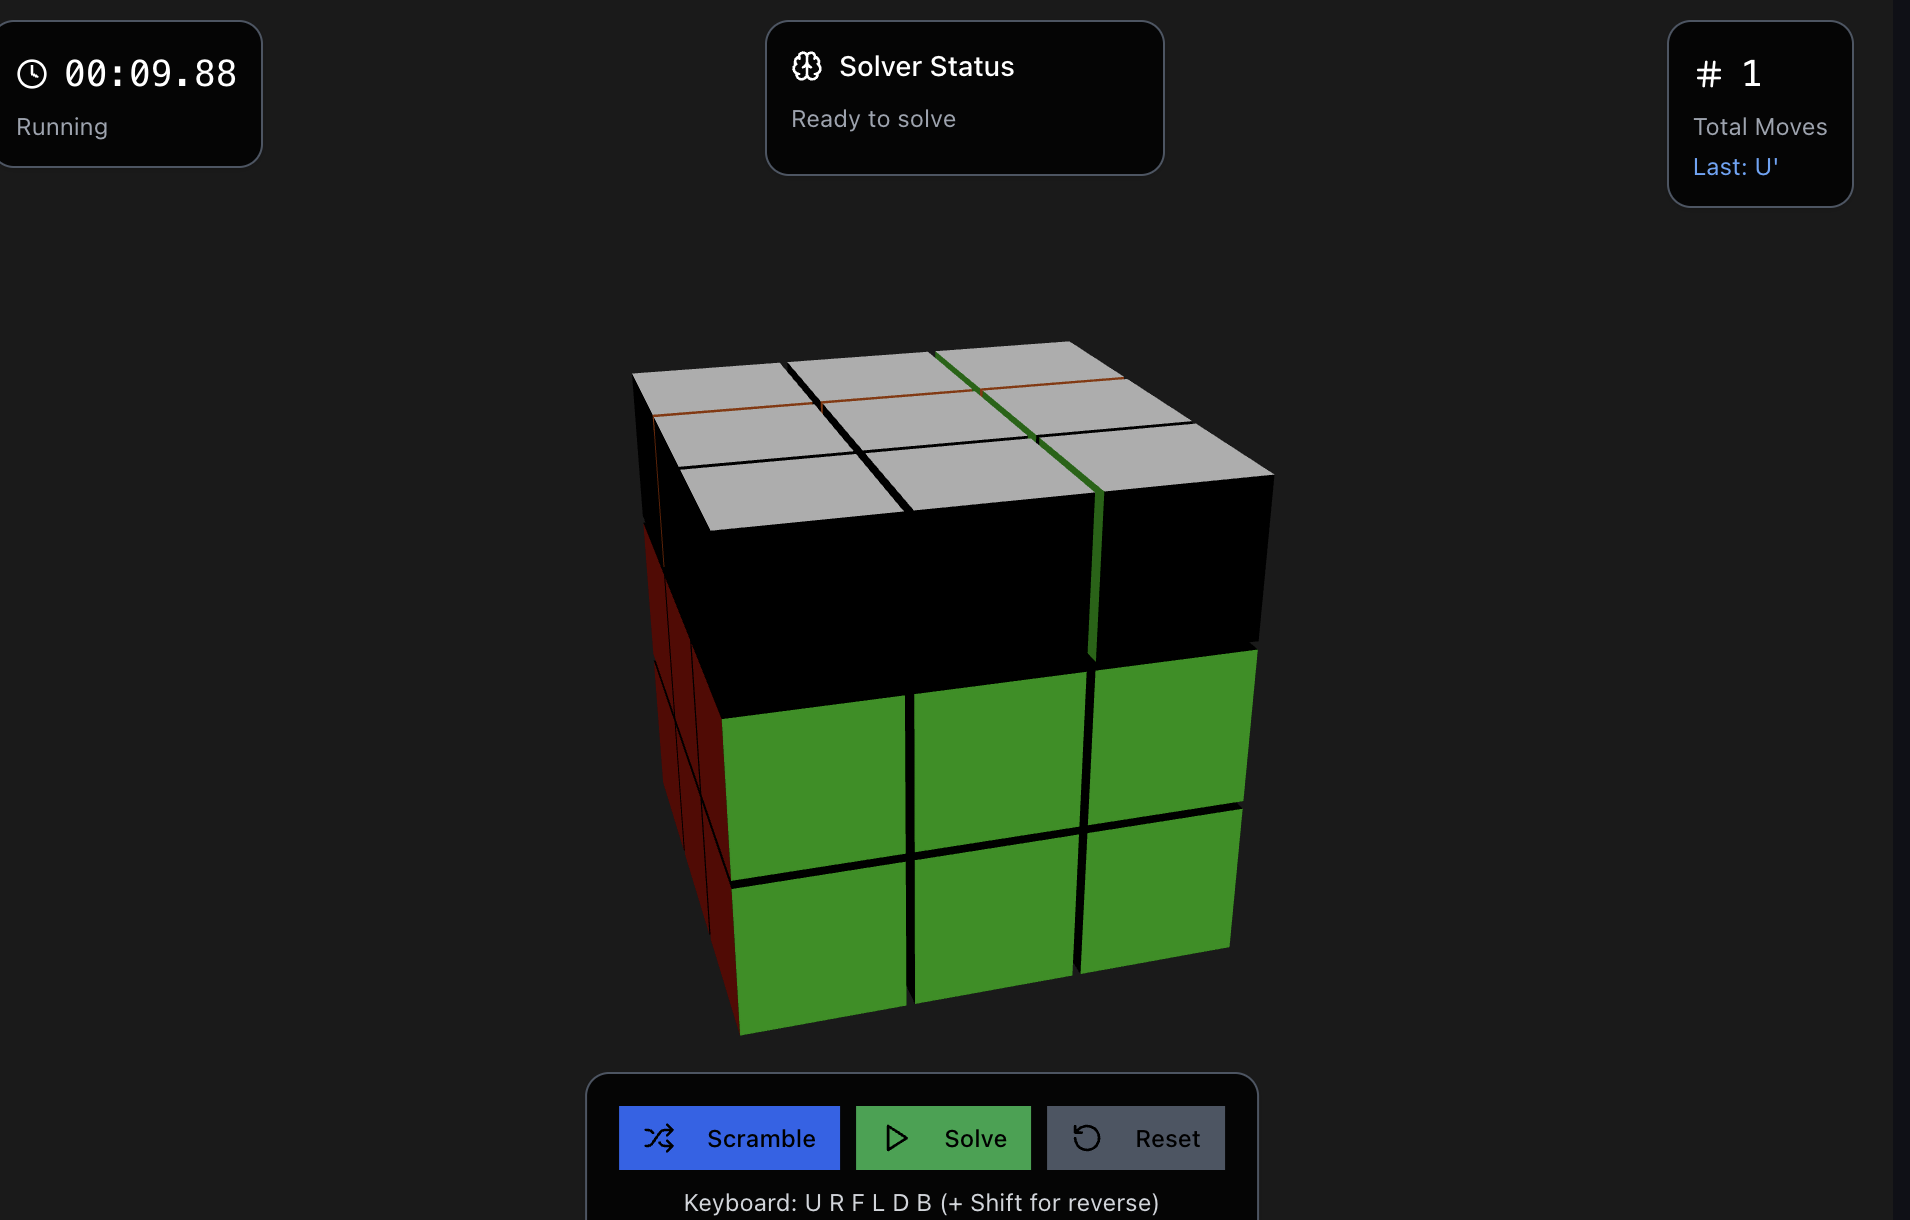 00:09.88
Running
Solver Status
Ready to solve
# 1
Total Moves
Last: U'
Scramble
Solve
Reset
Keyboard: U R F L D B (+ Shift for reverse)